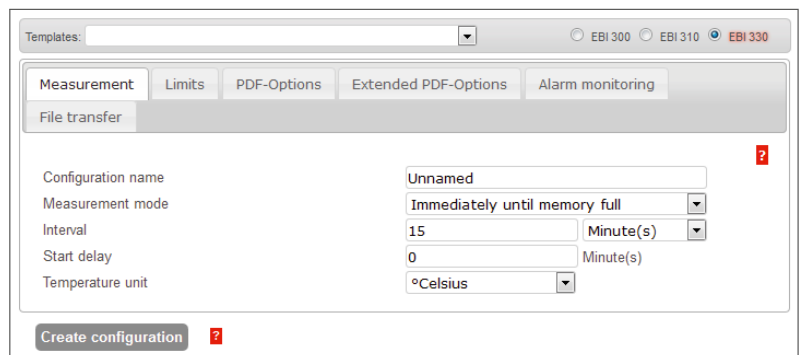 Templates: EBI 300 EBI 310 EBI 330
Measurement Limits PDF-Options Extended PDF-Options Alarm monitoring
File transfer
?
Configuration name Unnamed
Measurement mode Immediately until memory full
Interval 15 Minute(s)
Start delay 0 Minute(s)
Temperature unit °Celsius
Create configuration ?